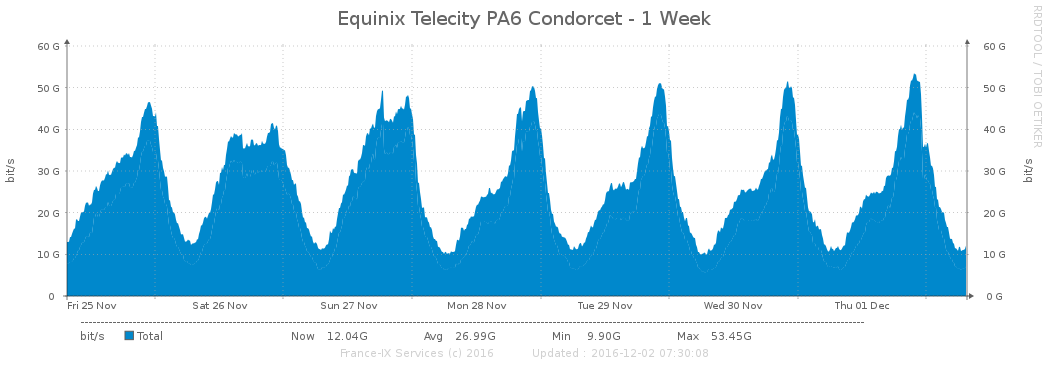 Equinix Telecity PA6 Condorcet - 1 Week
RRDTOOL / TOBI OETIKER
60 G 60 G
50 G 50 G
40 G 40 G
30 G 30 G
20 G 20 G
10 G 10 G
0 0 G
bit/s
bit/s
Fri 25 Nov Sat 26 Nov Sun 27 Nov Mon 28 Nov Tue 29 Nov Wed 30 Nov Thu 01 Dec
bit/s Total Now 12.04G Avg 26.99G Min 9.90G Max 53.45G
France-IX Services (c) 2016 Updated : 2016-12-02 07:30:08